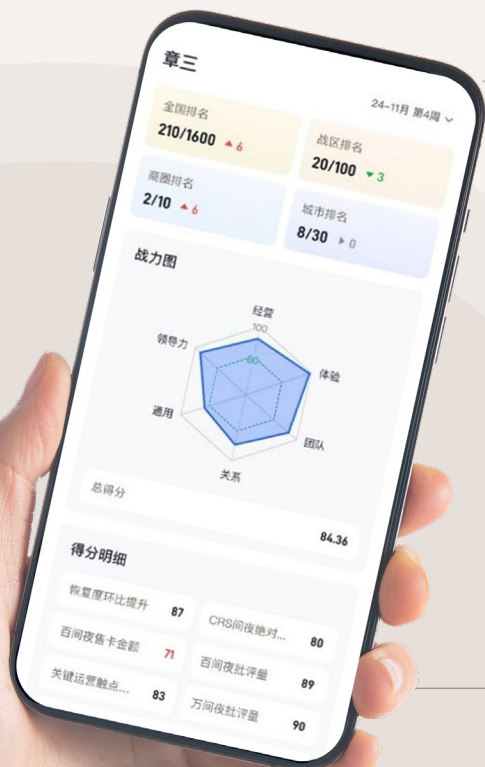 章三
24-11月 第4周
全国排名
210/1600 ▲ 6
战区排名
20/100 ▼ 3
商圈排名
2/10 ▲ 6
城市排名
8/30 ▶ 0
战力图
经营
100
60
领导力
体验
通用
团队
关系
总得分
84.36
得分明细
恢复度环比提升 87
CRS间夜绝对... 80
百间夜售卡金额 71
百间夜批评量 89
关键运营触点... 83
万间夜批评量 90